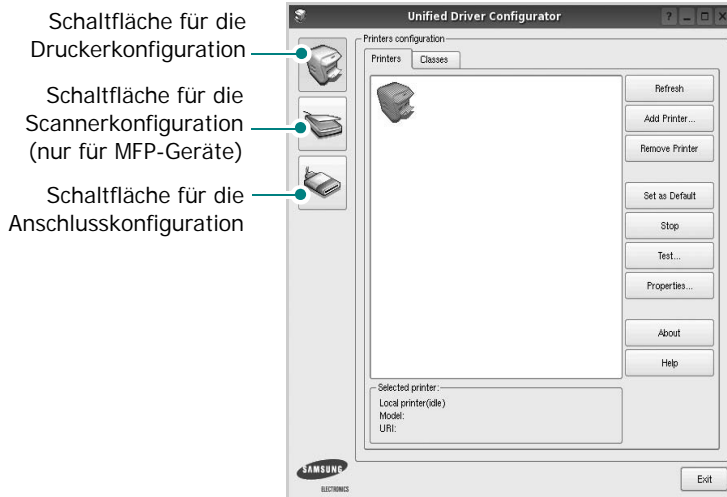 Schaltfläche für die
Druckerkonfiguration
Schaltfläche für die
Scannerkonfiguration
(nur für MFP-Geräte)
Schaltfläche für die
Anschlusskonfiguration
Unified Driver Configurator
Printers configuration
Printers
Classes
Refresh
Add Printer...
Remove Printer
Set as Default
Stop
Test...
Properties...
About
Help
Selected printer:
Local printer(idle)
Model:
URI:
SAMSUNG
ELECTRONICS
Exit